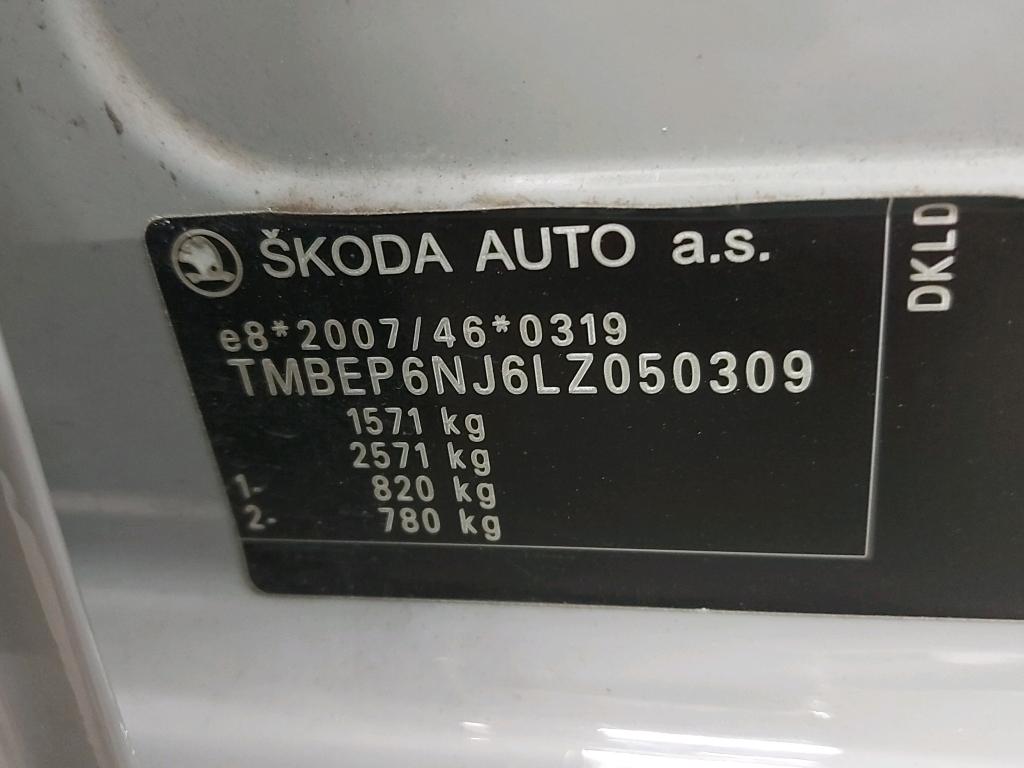 ŠKODA AUTO a.s.
e8*2007/46*0319
TMBEP6NJ6LZ050309
1571 kg
2571 kg
1- 820 kg
2- 780 kg
DKLD